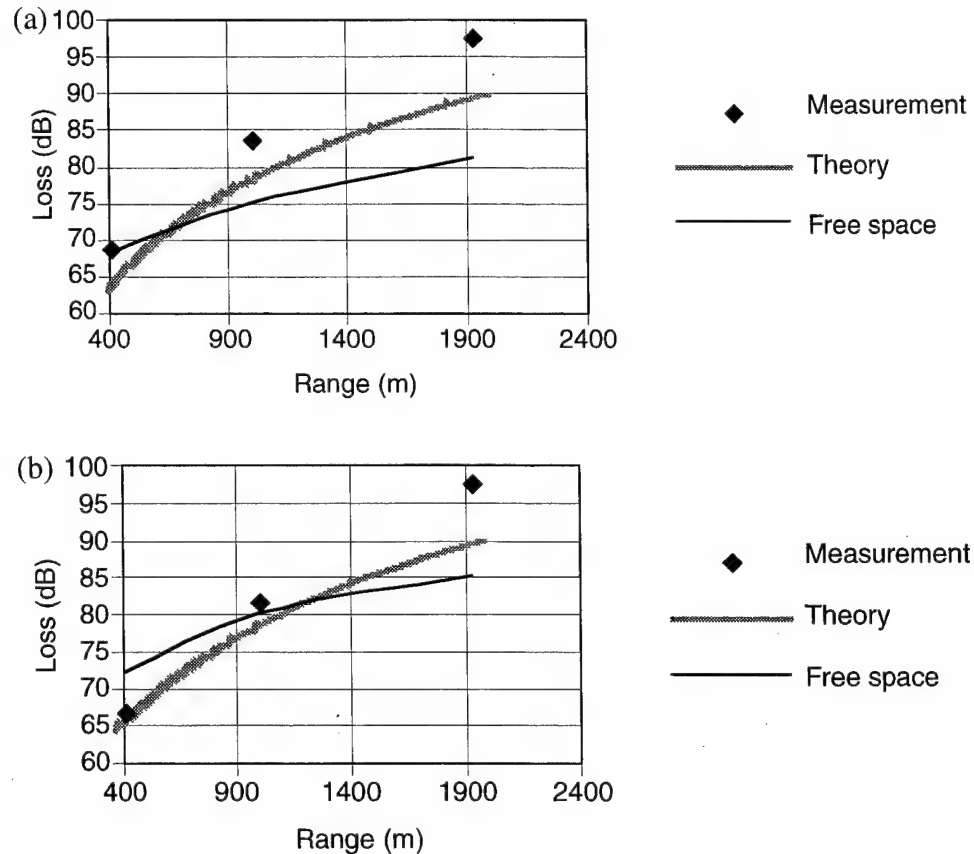 (a)
100
95
90
85
80
75
70
65
60
Loss (dB)
400 900 1400 1900 2400
Range (m)
Measurement
Theory
Free space
(b)
100
95
90
85
80
75
70
65
60
Loss (dB)
400 900 1400 1900 2400
Range (m)
Measurement
Theory
Free space